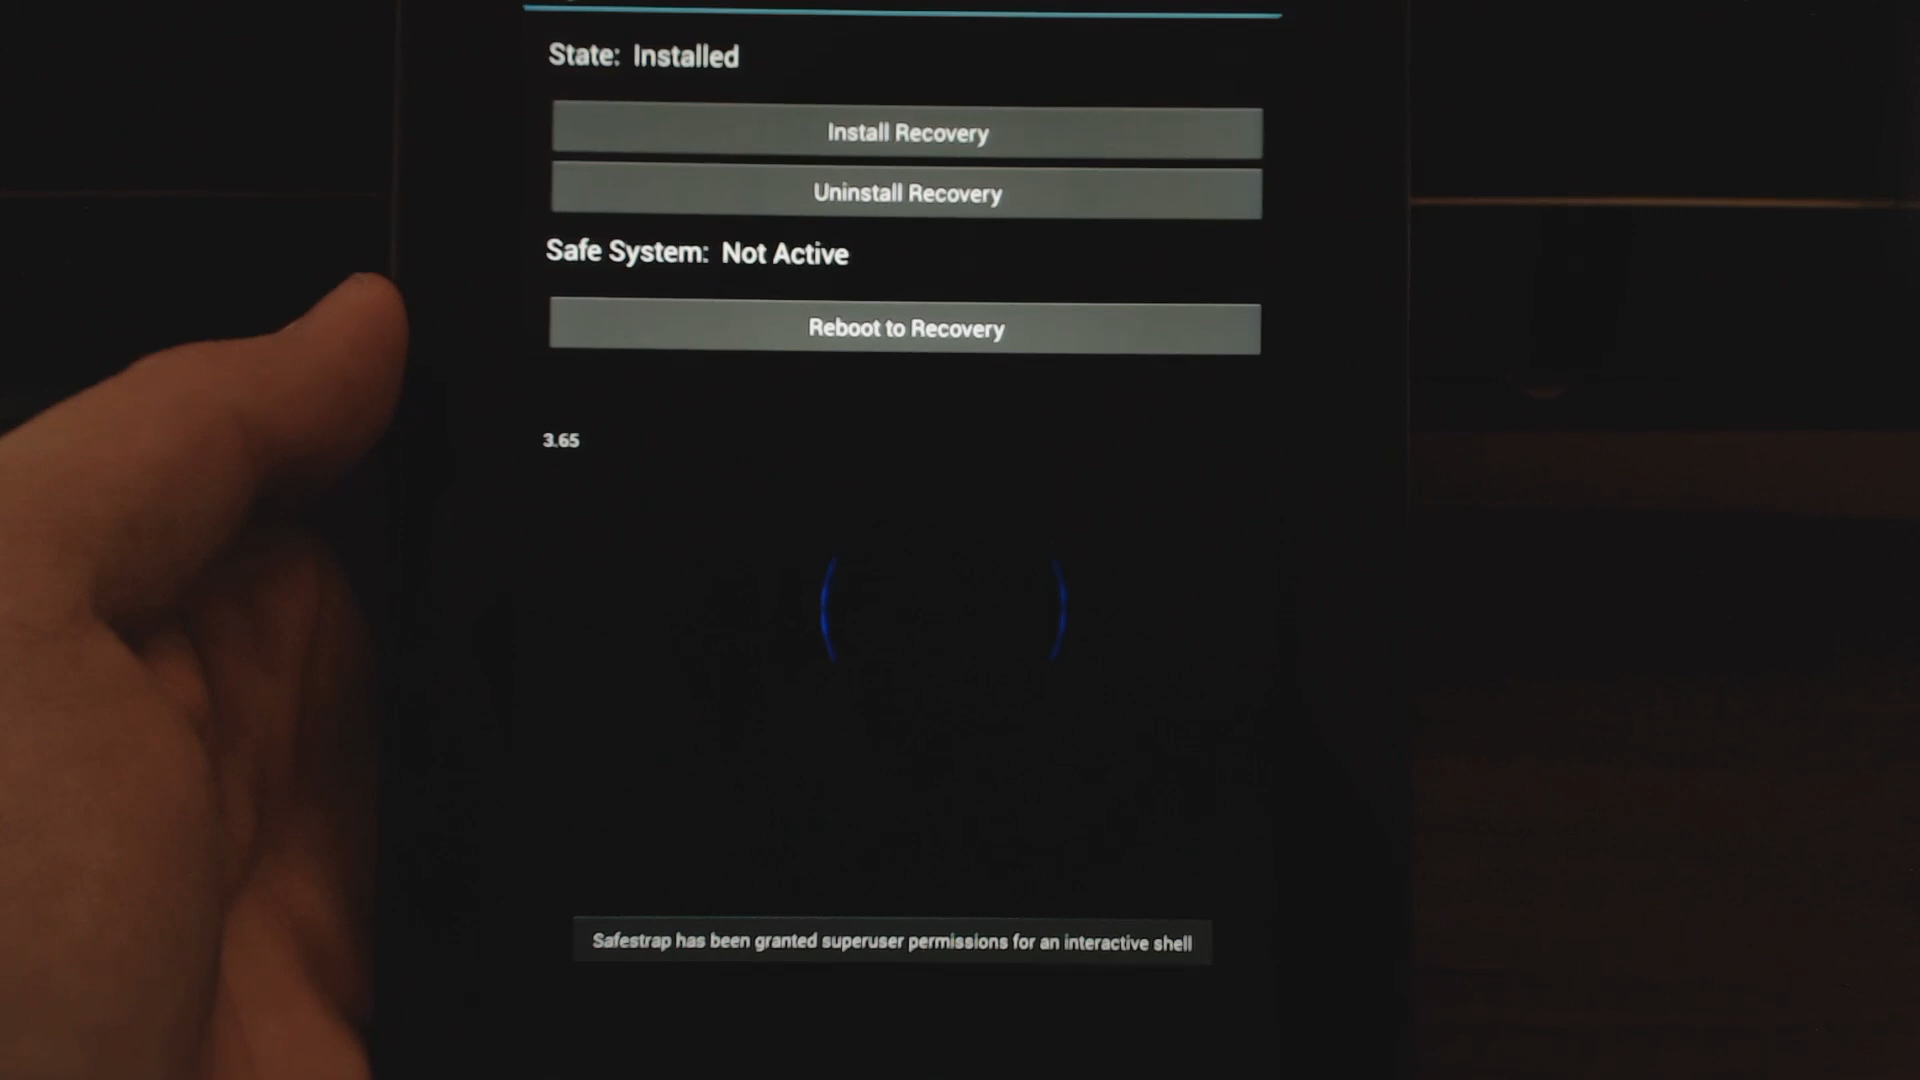 State: Installed
Install Recovery
Uninstall Recovery
Safe System: Not Active
Reboot to Recovery
3.65
Safestrap has been granted superuser permissions for an interactive shell